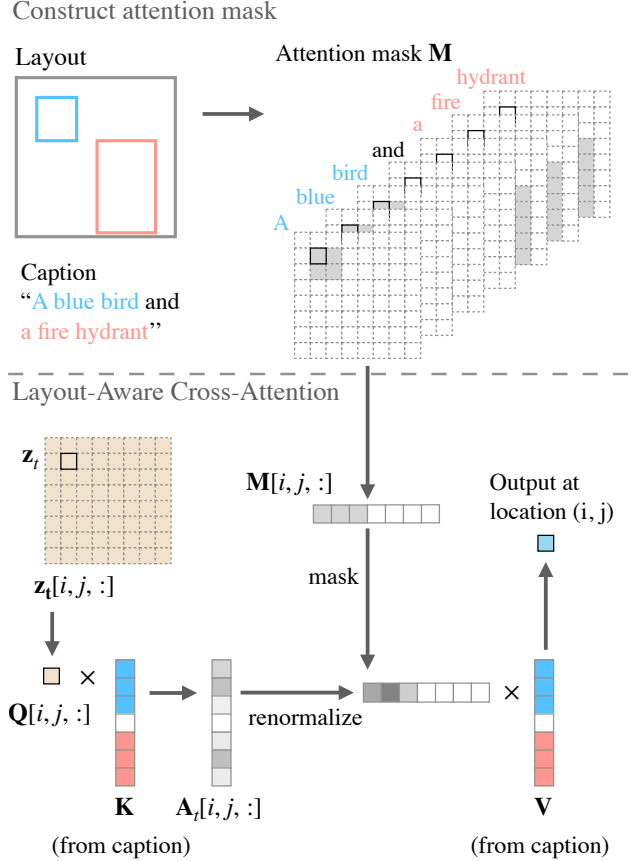 Construct attention mask
Layout
Attention mask M
hydrant
fire
a
and
bird
blue
A
Caption
“A blue bird and
a fire hydrant”
Layout-Aware Cross-Attention
z_t
M[i, j, :]
Output at
location (i, j)
z_t[i, j, :]
mask
×
Q[i, j, :]
renormalize
×
K
A_t[i, j, :]
V
(from caption)
(from caption)